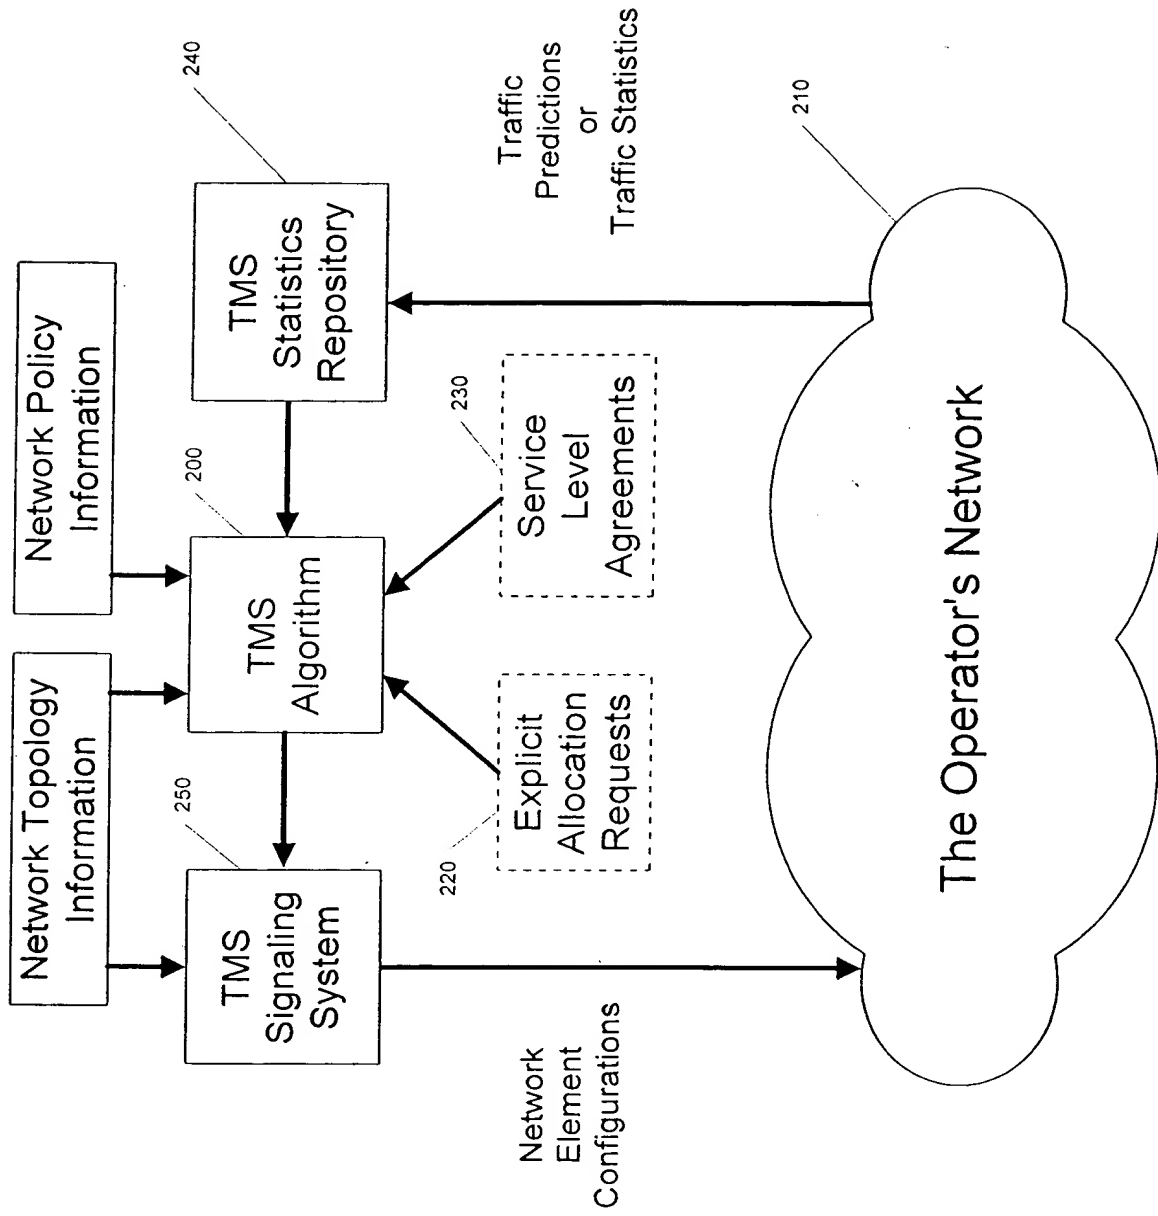 Network Topology
Information
Network Policy
Information
250
200
240
TMS
Signaling
System
TMS
Algorithm
TMS
Statistics
Repository
220
230
Explicit
Allocation
Requests
Service
Level
Agreements
Network
Element
Configurations
Traffic
Predictions
or
Traffic Statistics
210
The Operator's Network